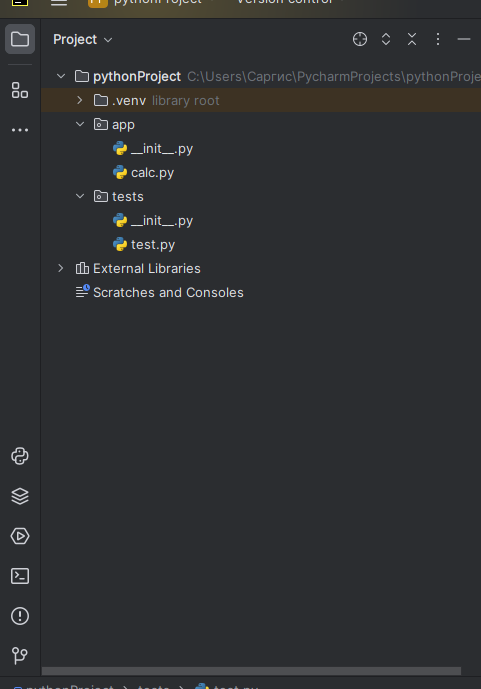 pythonProject Version control
Project
pythonProject C:\Users\Саргис\PycharmProjects\pythonProje
.venv library root
app
__init__.py
calc.py
tests
__init__.py
test.py
External Libraries
Scratches and Consoles
pythonProject tests test.py